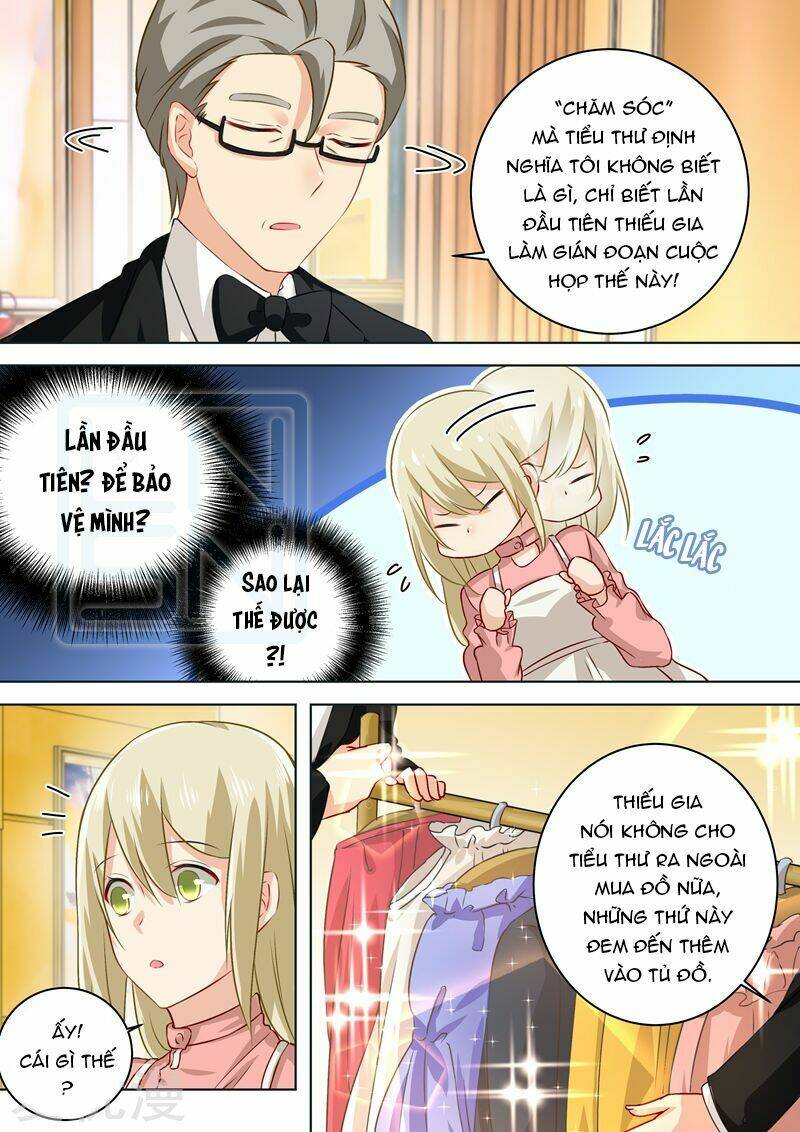 “CHĂM SÓC”
MÀ TIỂU THƯ ĐỊNH
NGHĨA TÔI KHÔNG BIẾT
LÀ GÌ, CHỈ BIẾT LẦN
ĐẦU TIÊN THIẾU GIA
LÀM GIÁN ĐOẠN CUỘC
HỌP THẾ NÀY!
LẦN ĐẦU
TIÊN? ĐỂ BẢO
VỆ MÌNH?
SAO LẠI
THẾ ĐƯỢC
?!
LẮC LẮC
THIẾU GIA
NÓI KHÔNG CHO
TIỂU THƯ RA NGOÀI
MUA ĐỒ NỮA,
NHỮNG THỨ NÀY
ĐEM ĐẾN THÊM
VÀO TỦ ĐỒ.
ẤY!
CÁI GÌ THẾ
?